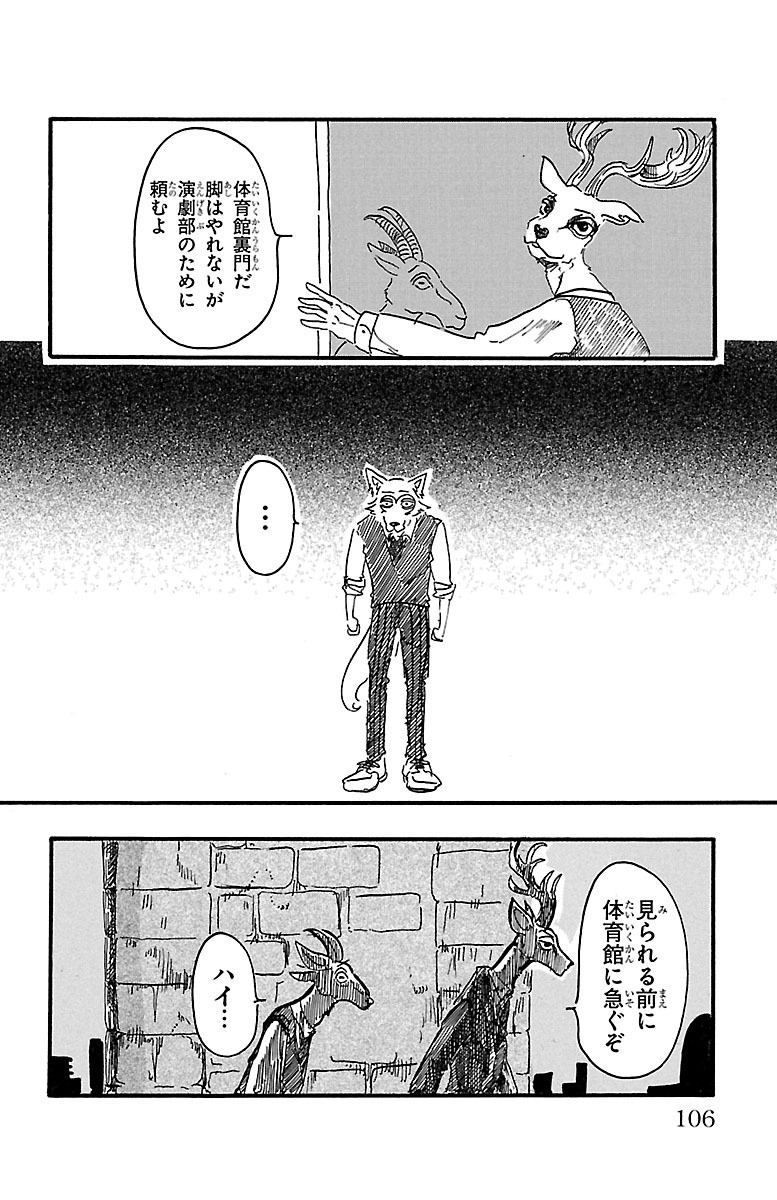 体育館裏門だ
脚はやれないが
演劇部のために
頼むよ
…
見られる前に
体育館に急ぐぞ
ハイ…
106